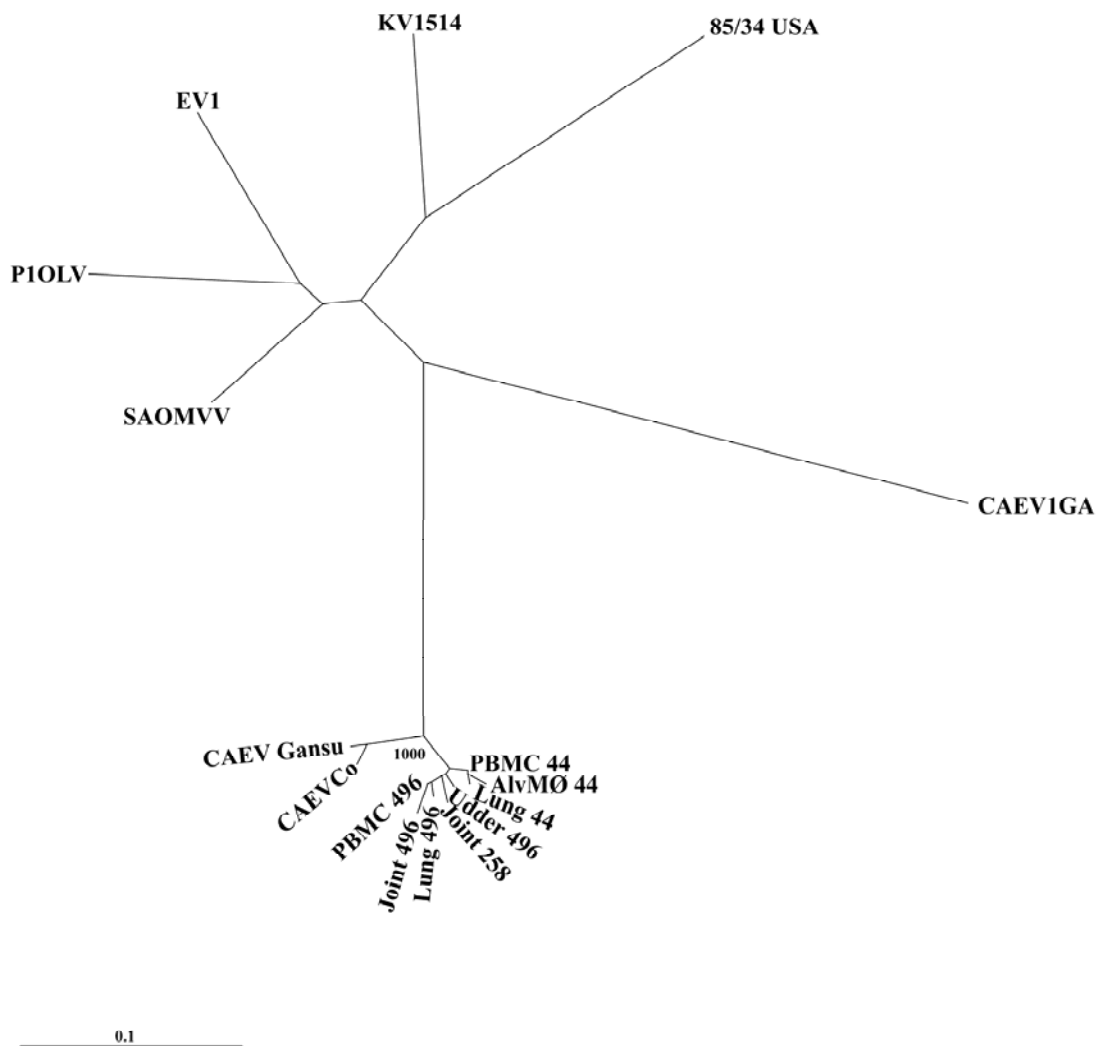 KV1514
85/34 USA
EV1
P1OLV
SAOMVV
CAEV1GA
CAEV Gansu
1000
CAEVCo
PBMC 44
AlvMØ 44
Lung 44
Udder 496
Joint 258
PBMC 496
Joint 496
Lung 496
0.1